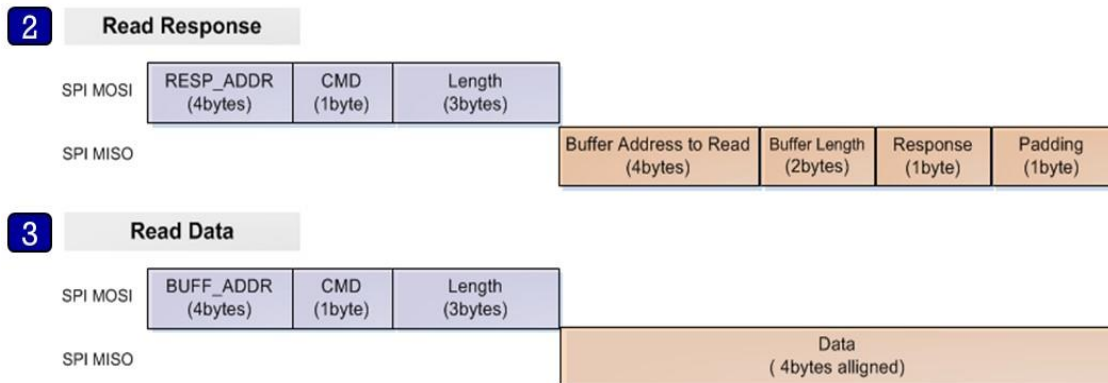 2 Read Response
SPI MOSI RESP_ADDR CMD Length
(4bytes) (1byte) (3bytes)
SPI MISO Buffer Address to Read Buffer Length Response Padding
(4bytes) (2bytes) (1byte) (1byte)
3 Read Data
SPI MOSI BUFF_ADDR CMD Length
(4bytes) (1byte) (3bytes)
SPI MISO Data
( 4bytes alligned)